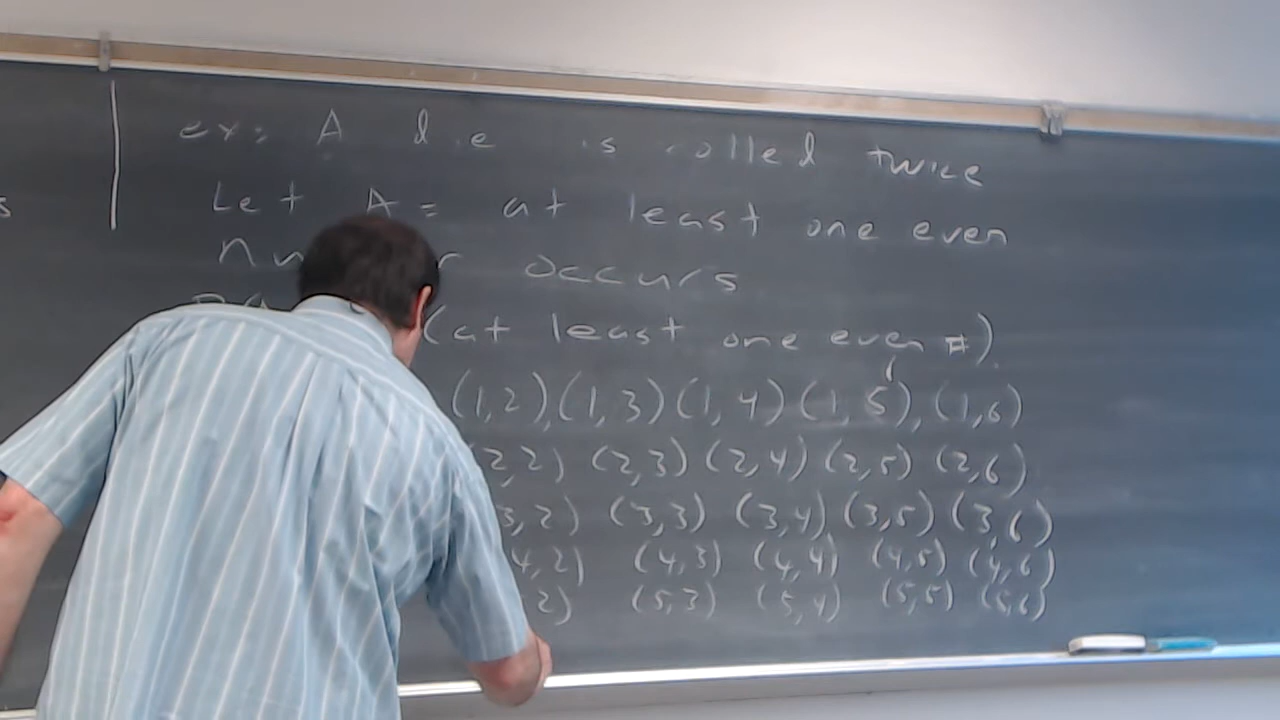 s
ex: A die is rolled twice
Let A = at least one even
r occurs
(at least one even #)
(1,2),(1,3)(1,4)(1,5),(1,6)
2,2) (2,3) (2,4) (2,5) (2,6)
3,2) (3,3) (3,4) (3,5) (3,6)
4,2) (4,3) (4,4) (4,5) (4,6)
2) (5,3) (5,4) (5,5) (5,6)